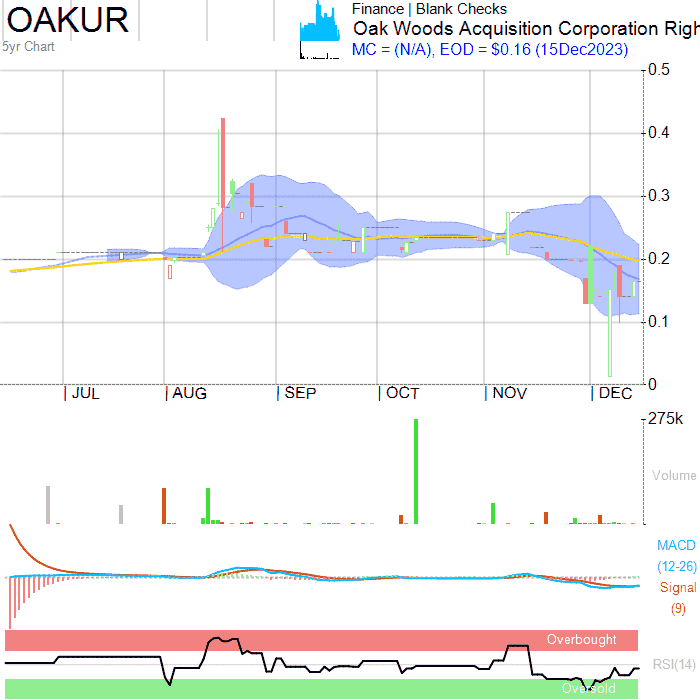 OAKUR
5yr Chart
Finance | Blank Checks
Oak Woods Acquisition Corporation Righ
MC = (N/A), EOD = $0.16 (15Dec2023)
0.5
0.4
0.3
0.2
0.1
0
JUL AUG SEP OCT NOV DEC
275k
Volume
MACD
(12-26)
Signal
(9)
Overbought
RSI(14)
Oversold